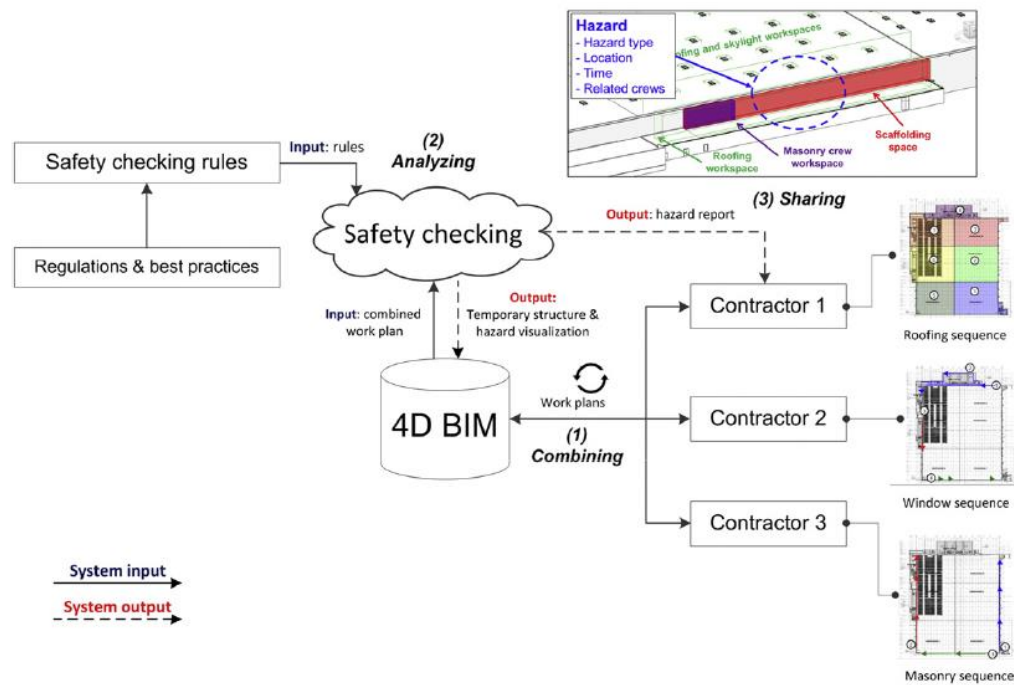 Hazard
- Hazard type
- Location
- Time
- Related crews
fing and skylight workspaces
Roofing
workspace
Masonry crew
workspace
Scaffolding
space
(2)
Analyzing
Input: rules
Safety checking rules
Regulations & best practices
Safety checking
(3) Sharing
Output: hazard report
Input: combined
work plan
Output:
Temporary structure &
hazard visualization
Contractor 1
Roofing sequence
4D BIM
Work plans
(1)
Combining
Contractor 2
Window sequence
Contractor 3
Masonry sequence
System input
System output